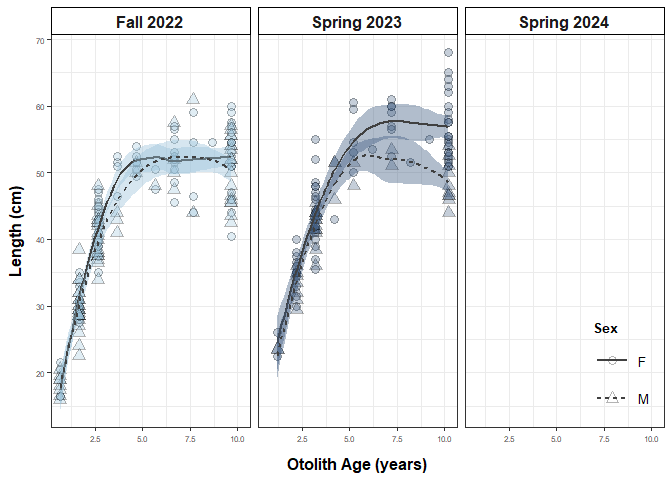 Fall 2022 Spring 2023 Spring 2024
Length (cm)
70
60
50
40
30
20
Sex
F
M
2.5 5.0 7.5 10.0 2.5 5.0 7.5 10.0 2.5 5.0 7.5 10.0
Otolith Age (years)